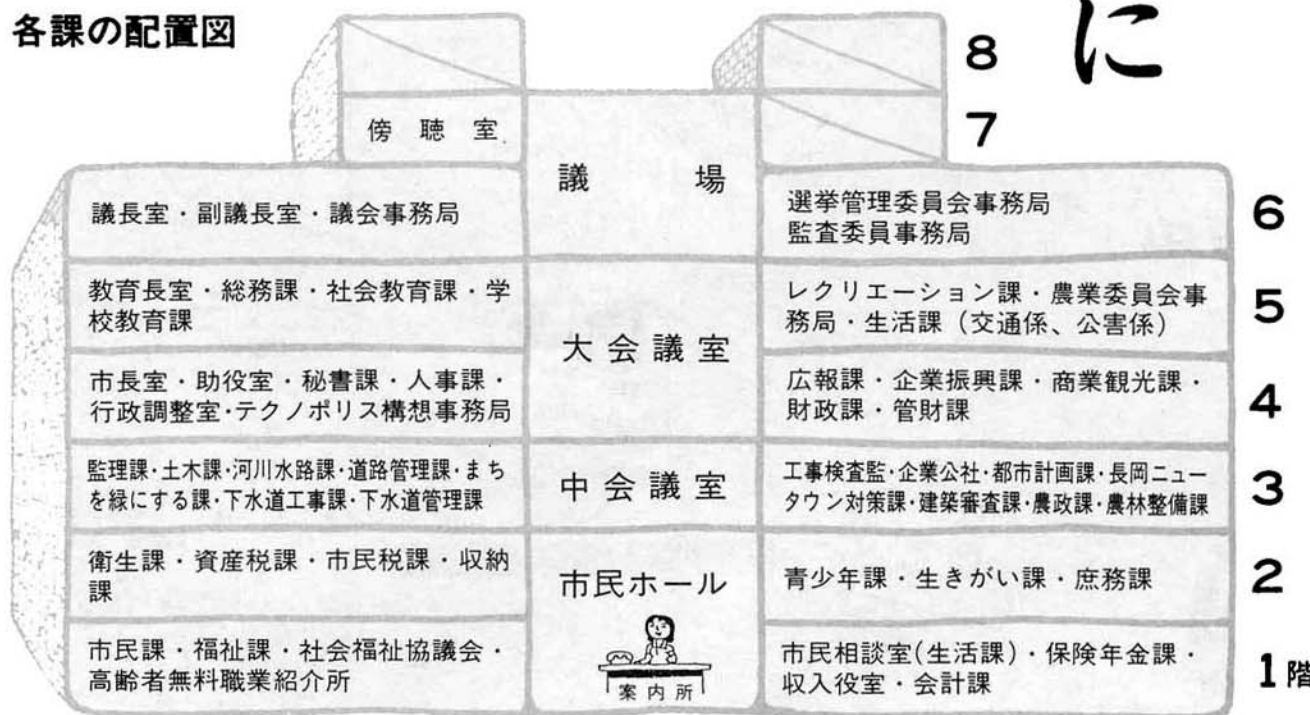 各課の配置図
に
8
7
傍聴室
議場
議長室・副議長室・議会事務局
選挙管理委員会事務局
監査委員事務局
6
教育長室・総務課・社会教育課・学
校教育課
大会議室
レクリエーション課・農業委員会事
務局・生活課（交通係、公害係）
5
市長室・助役室・秘書課・人事課・
行政調整室・テクノポリス構想事務局
広報課・企業振興課・商業観光課・
財政課・管財課
4
監理課・土木課・河川水路課・道路管理課・まち
を緑にする課・下水道工事課・下水道管理課
中会議室
工事検査監・企業公社・都市計画課・長岡ニュー
タウン対策課・建築審査課・農政課・農林整備課
3
衛生課・資産税課・市民税課・収納
課
市民ホール
青少年課・生きがい課・庶務課
2
市民課・福祉課・社会福祉協議会・
高齢者無料職業紹介所
案内所
市民相談室（生活課）・保険年金課・
収入役室・会計課
1階